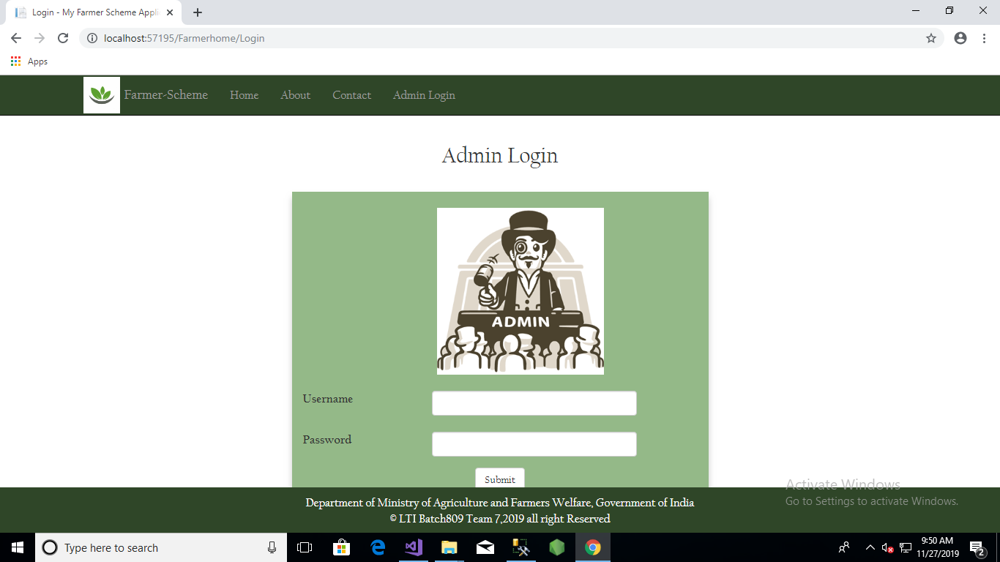 Login - My Farmer Scheme Appli
localhost:57195/Farmerhome/Login
Apps
Farmer-Scheme Home About Contact Admin Login
Admin Login
ADMIN
Username
Password
Submit
Activate Windows
Go to Settings to activate Windows.
Department of Ministry of Agriculture and Farmers Welfare, Government of India
© LTI Batch809 Team 7,2019 all right Reserved
Type here to search
9:50 AM
11/27/2019
2